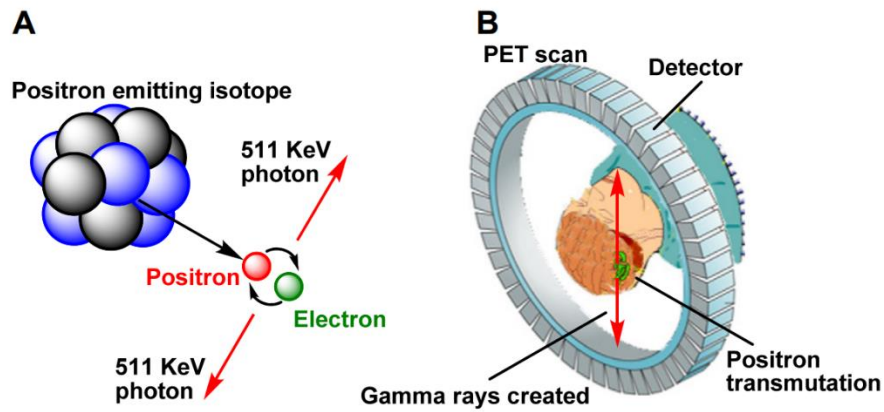 A
Positron emitting isotope
511 KeV
photon
Positron
Electron
511 KeV
photon
B
PET scan
Detector
Gamma rays created
Positron
transmutation